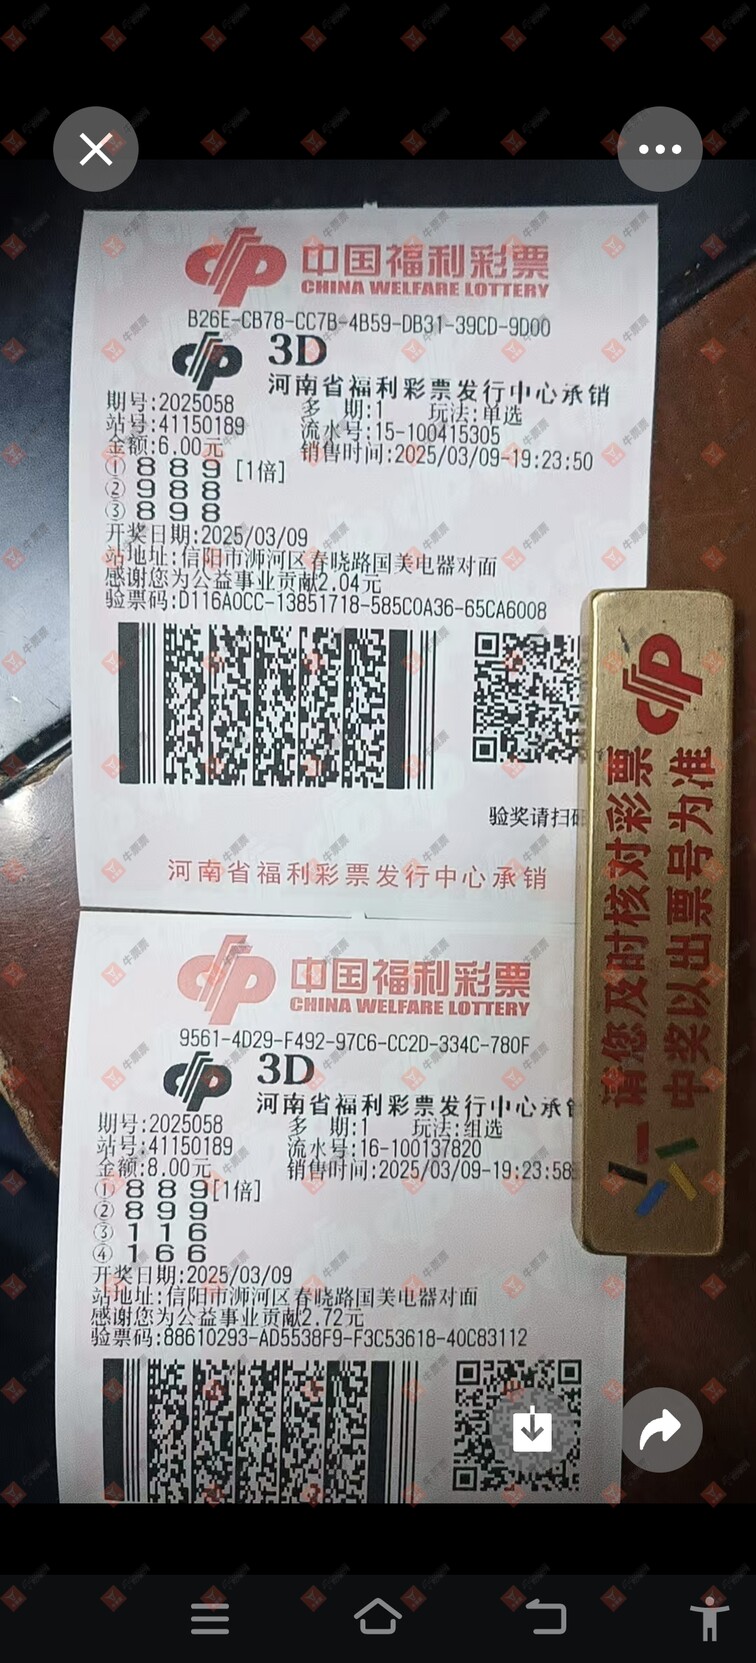 中国福利彩票
CHINA WELFARE LOTTERY
B26E-CB78-CC7B-4B59-DB31-39CD-9D00
3D
河南省福利彩票发行中心承销
期号:2025058 多 期:1 玩法:单选
站号:41150189 流水号:15-100415305
金额:6.00元 销售时间:2025/03/09-19:23:50
① 8 8 9 [1倍]
② 9 8 8
③ 8 9 8
开奖日期:2025/03/09
站地址:信阳市浉河区春晓路国美电器对面
感谢您为公益事业贡献2.04元
验票码:D116A0CC-13851718-585C0A36-65CA6008
验奖请扫码
河南省福利彩票发行中心承销
中国福利彩票
CHINA WELFARE LOTTERY
9561-4D29-F492-97C6-CC2D-334C-780F
3D
河南省福利彩票发行中心承销
期号:2025058 多 期:1 玩法:组选
站号:41150189 流水号:16-100137820
金额:8.00元 销售时间:2025/03/09-19:23:58
① 8 8 9[1倍]
② 8 9 9
③ 1 1 6
④ 1 6 6
开奖日期:2025/03/09
站地址:信阳市浉河区春晓路国美电器对面
感谢您为公益事业贡献2.72元
验票码:88610293-AD5538F9-F3C53618-40C83112
请您及时核对彩票
中奖以出票号为准